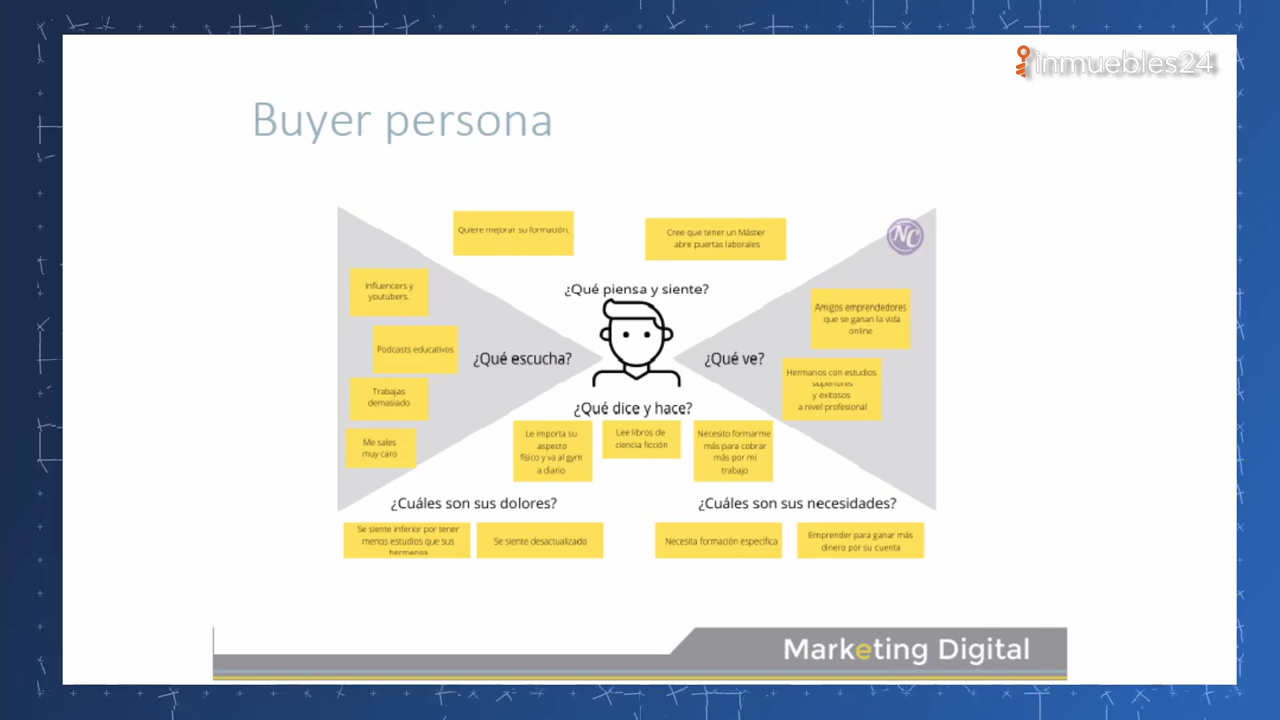 inmuebles24
Buyer persona
Quiere mejorar su formación.
Cree que tener un Máster
abre puertas laborales
NC
¿Qué piensa y siente?
Influencers y
youtubers.
Podcasts educativos
Trabajas
demasiado
Me sales
muy caro
¿Qué escucha?
¿Qué ve?
Amigos emprendedores
que se ganan la vida
online
Hermanos con estudios
superiores
y exitosos
a nivel profesional
¿Qué dice y hace?
Le importa su
aspecto
físico y va al gym
a diario
Lee libros de
ciencia ficción
Necesito formarme
más para cobrar
más por mi
trabajo
¿Cuáles son sus dolores?
Se siente inferior por tener
menos estudios que sus
hermanos
Se siente desactualizado
¿Cuáles son sus necesidades?
Necesita formación específica
Emprender para ganar más
dinero por su cuenta
Marketing Digital